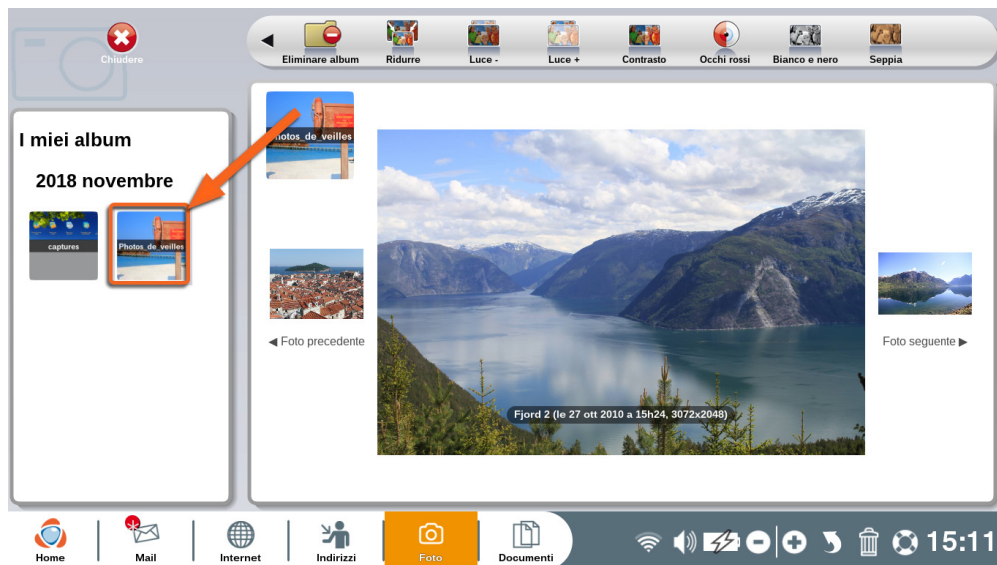 Chiudere
Eliminare album
Ridurre
Luce -
Luce +
Contrasto
Occhi rossi
Bianco e nero
Seppia
I miei album
2018 novembre
captures
Photos_de_veilles
Photos_de_veilles
◀ Foto precedente
Foto seguente ▶
Fjord 2 (le 27 ott 2010 a 15h24, 3072x2048)
Home
Mail
Internet
Indirizzi
Foto
Documenti
15:11